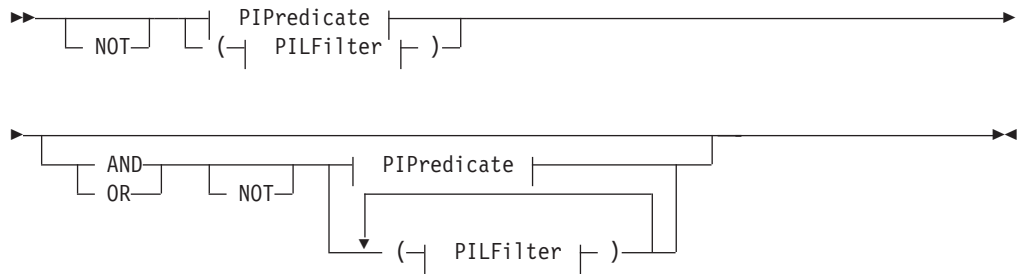 PIPredicate
NOT ( PILFilter )
AND PIPredicate
OR NOT
( PILFilter )